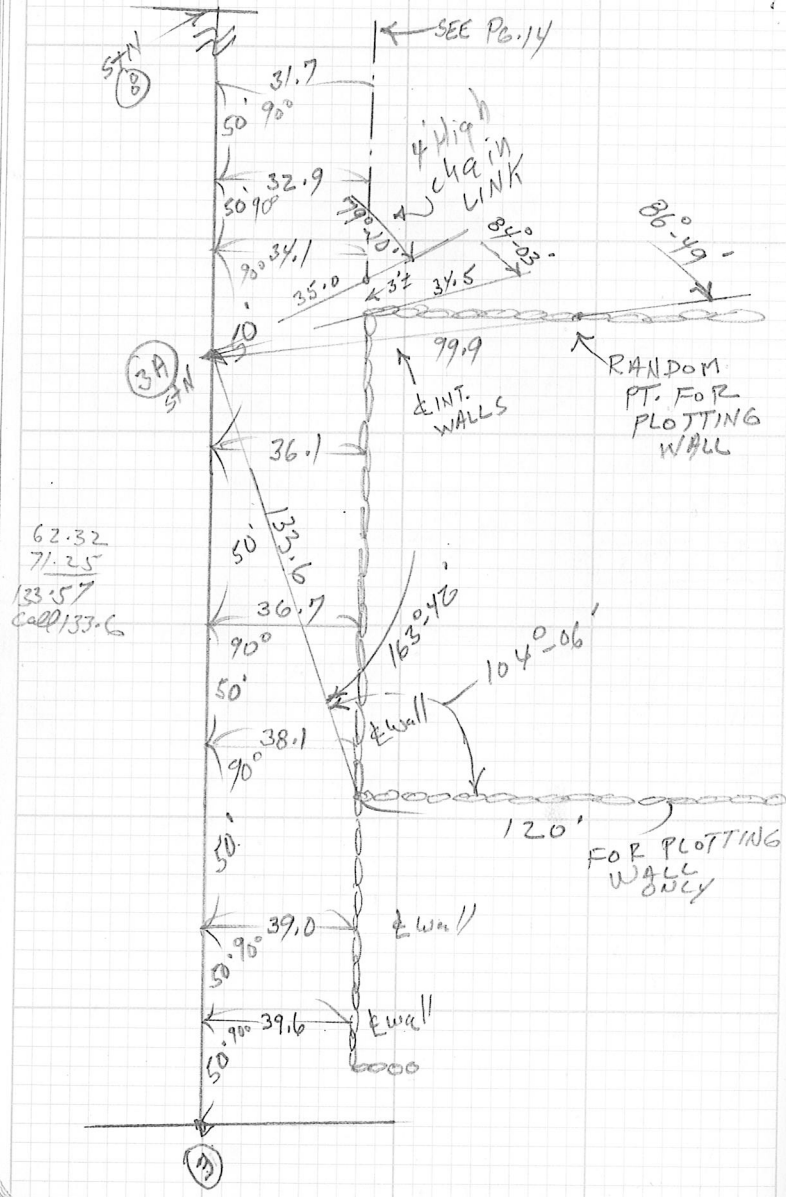 SEE PG.14
STN
8
31.7
50' 90°
4' High
chain
LINK
32.9
50' 90°
79°-20'
84°-03'
86°-49'
90° 34.1
35.0
3'±
34.5
10'
3A
STN
99.9
℄ INT.
WALLS
RANDOM
PT. FOR
PLOTTING
WALL
36.1
133.6
50'
62.32
71.25
133.57
Call 133.6
36.7
90°
163°-42'
104°-06'
50'
℄ Wall
38.1
90°
120'
FOR PLOTTING
WALL
ONLY
50'
39.0
℄ Wall
50' 90°
39.6
℄ Wall
90°
50'
3